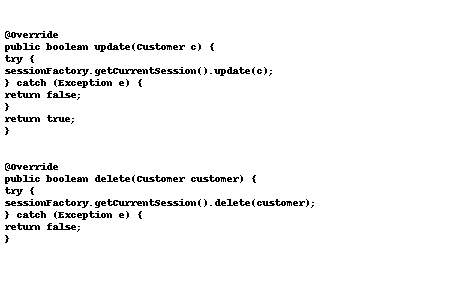 @Override
public boolean update(Customer c) {
try {
sessionFactory.getCurrentSession().update(c);
} catch (Exception e) {
return false;
}
return true;
}
@Override
public boolean delete(Customer customer) {
try {
sessionFactory.getCurrentSession().delete(customer);
} catch (Exception e) {
return false;
}